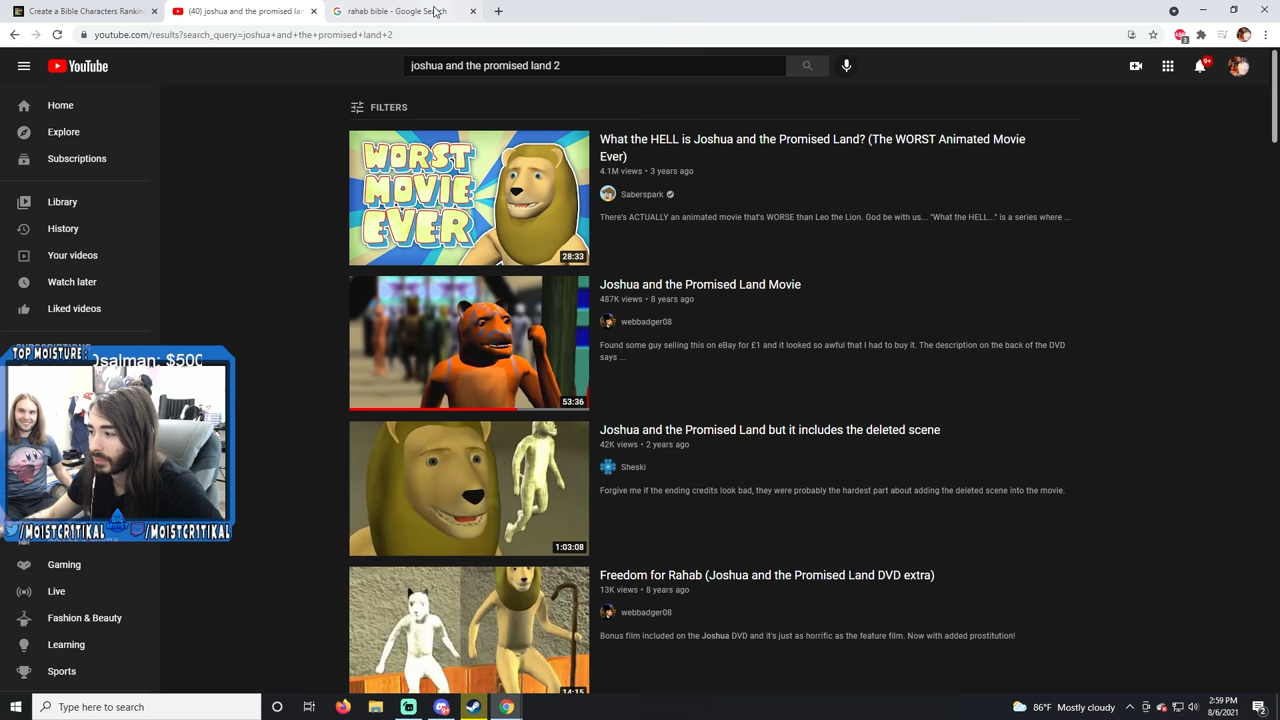 Create a Bible Characters Ranking
(40) joshua and the promised lan
rahab bible - Google Search
youtube.com/results?search_query=joshua+and+the+promised+land+2
3
YouTube
joshua and the promised land 2
9+
Home
Explore
Subscriptions
Library
History
Your videos
Watch later
Liked videos
SUBSCRIPTIONS
FILTERS
WORST
MOVIE
EVER
28:33
What the HELL is Joshua and the Promised Land? (The WORST Animated Movie
Ever)
4.1M views • 3 years ago
Saberspark
There's ACTUALLY an animated movie that's WORSE than Leo the Lion. God be with us... "What the HELL..." is a series where ...
53:36
Joshua and the Promised Land Movie
487K views • 8 years ago
webbadger08
Found some guy selling this on eBay for £1 and it looked so awful that I had to buy it. The description on the back of the DVD
says ...
1:03:08
Joshua and the Promised Land but it includes the deleted scene
42K views • 2 years ago
Sheski
Forgive me if the ending credits look bad, they were probably the hardest part about adding the deleted scene into the movie.
14:15
Freedom for Rahab (Joshua and the Promised Land DVD extra)
13K views • 8 years ago
webbadger08
Bonus film included on the Joshua DVD and it's just as horrific as the feature film. Now with added prostitution!
TOP MOISTURE:
Osalman: $500
/MOISTCR1TIKAL
BIG MOIST
/MOISTCR1TIKAL
Gaming
Live
Fashion & Beauty
Learning
Sports
Type here to search
86°F Mostly cloudy
2:59 PM
8/6/2021
2